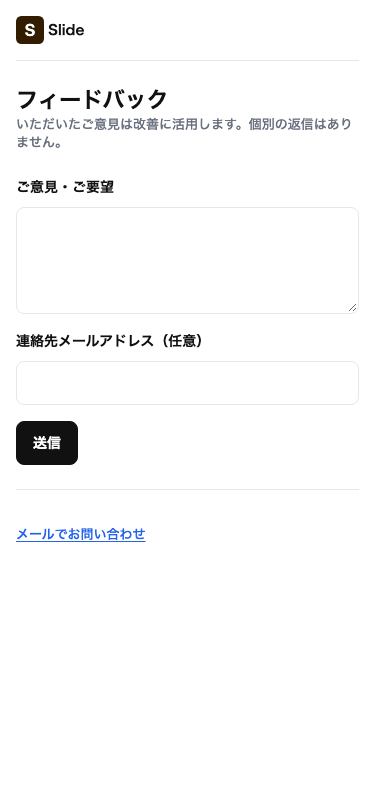 S Slide
フィードバック
いただいたご意見は改善に活用します。個別の返信はあり
ません。
ご意見・ご要望
連絡先メールアドレス（任意）
送信
メールでお問い合わせ